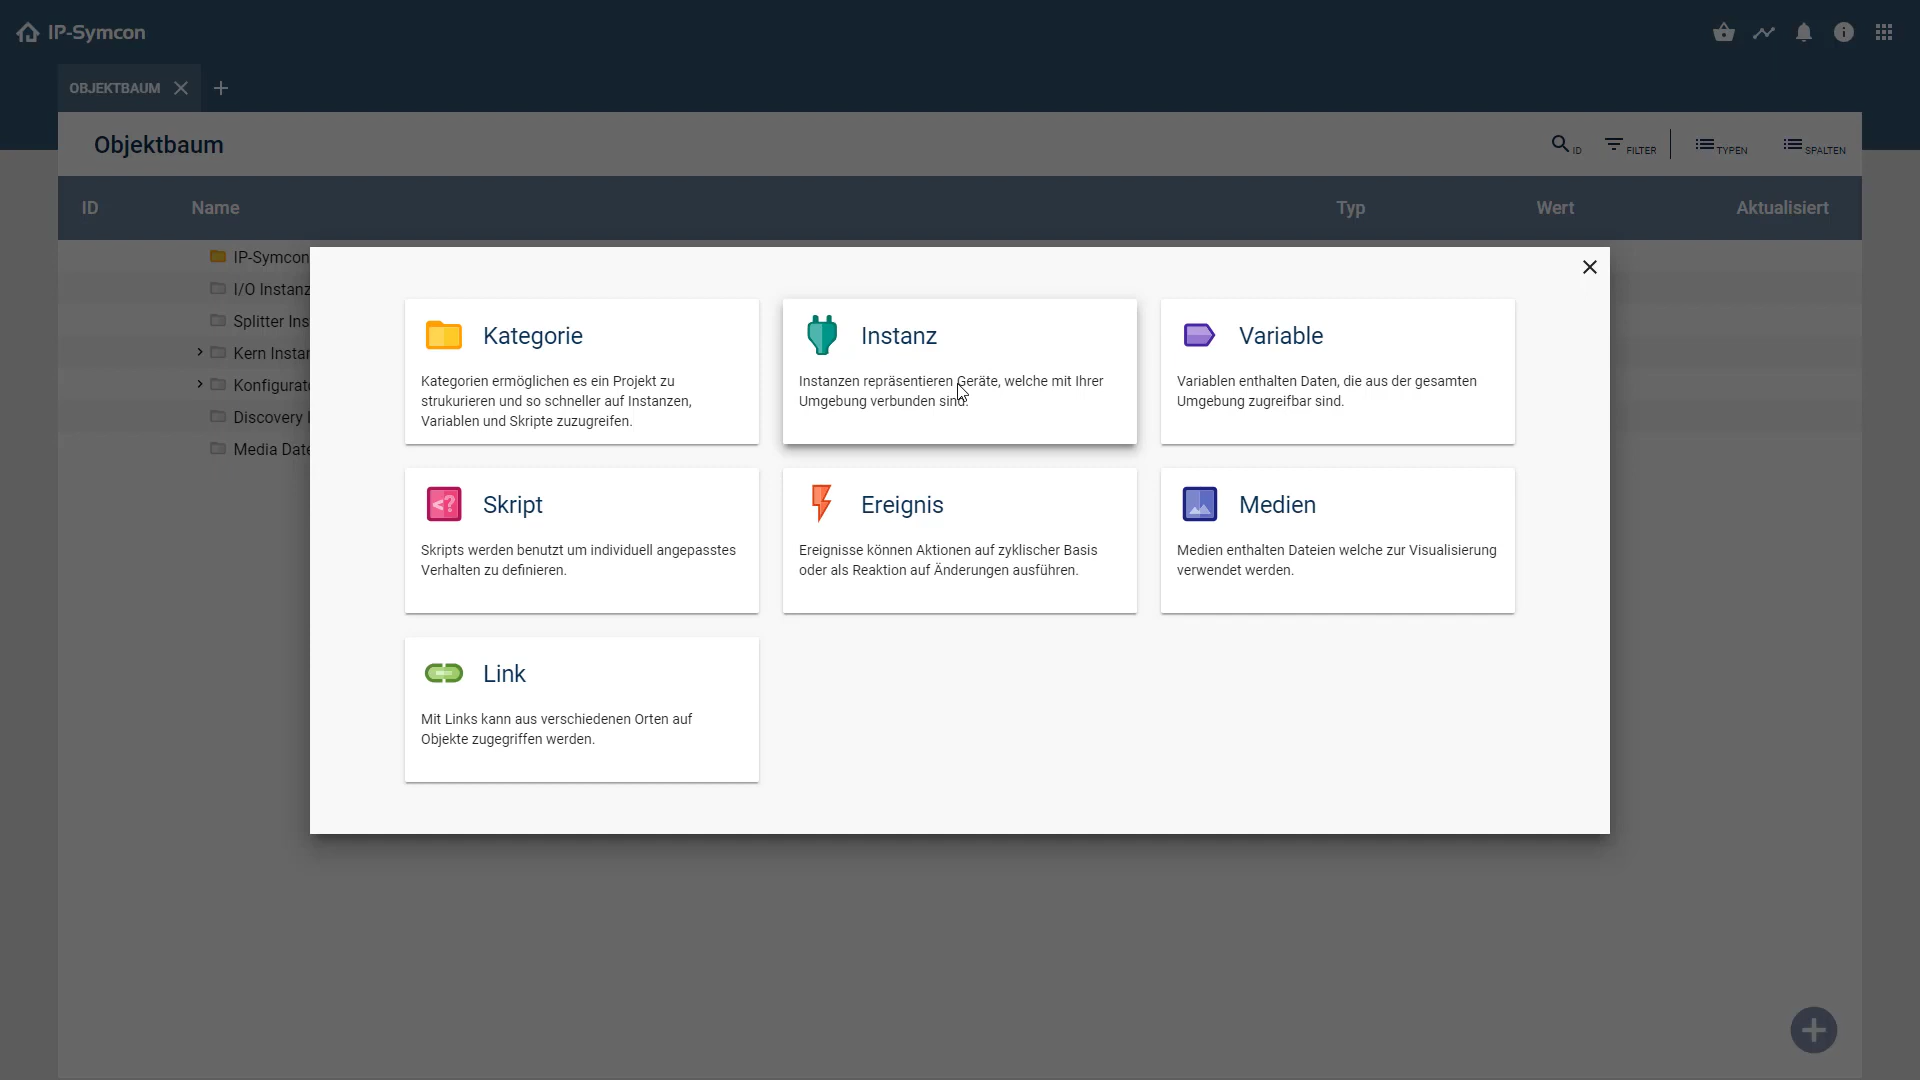 IP-Symcon
OBJEKTBAUM
Objektbaum
ID
FILTER
TYPEN
SPALTEN
ID Name Typ Wert Aktualisiert
IP-Symcon
I/O Instanz
Splitter Ins
Kern Instan
Konfigurato
Discovery I
Media Date
Kategorie
Kategorien ermöglichen es ein Projekt zu
strukurieren und so schneller auf Instanzen,
Variablen und Skripte zuzugreifen.
Instanz
Instanzen repräsentieren Geräte, welche mit Ihrer
Umgebung verbunden sind.
Variable
Variablen enthalten Daten, die aus der gesamten
Umgebung zugreifbar sind.
<?
Skript
Skripts werden benutzt um individuell angepasstes
Verhalten zu definieren.
Ereignis
Ereignisse können Aktionen auf zyklischer Basis
oder als Reaktion auf Änderungen ausführen.
Medien
Medien enthalten Dateien welche zur Visualisierung
verwendet werden.
Link
Mit Links kann aus verschiedenen Orten auf
Objekte zugegriffen werden.